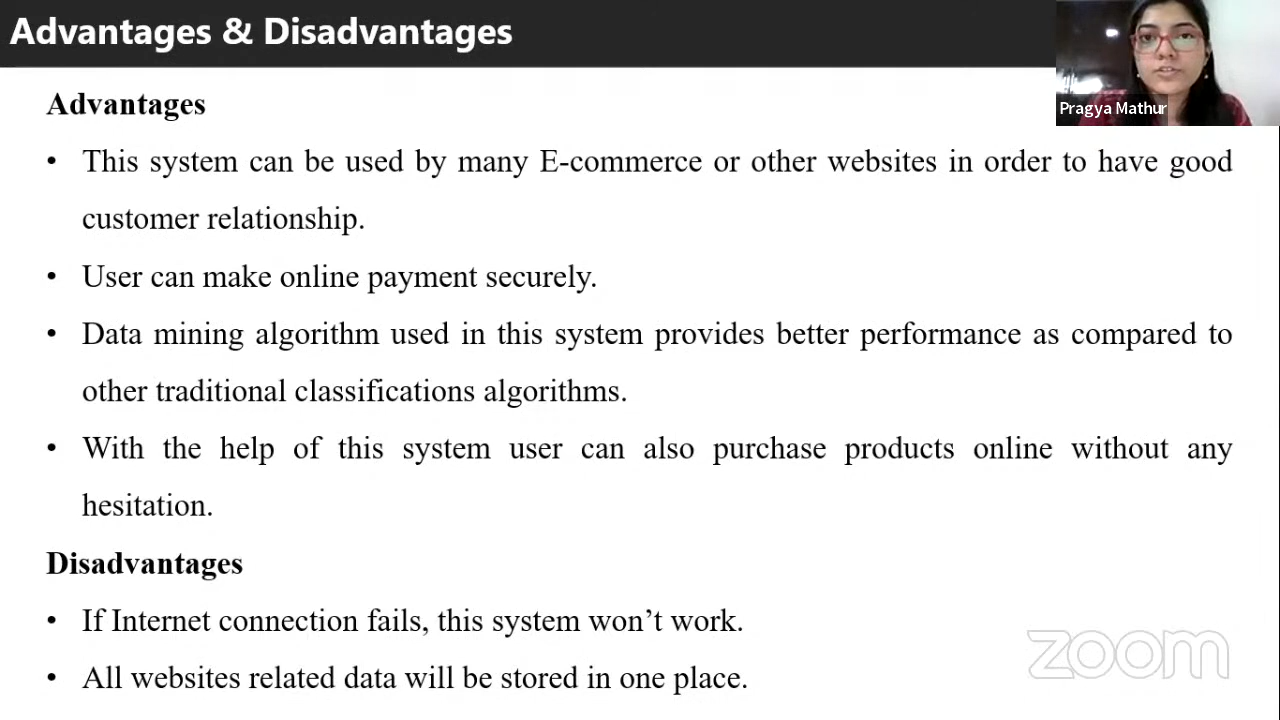 Advantages & Disadvantages
Pragya Mathur
Advantages
• This system can be used by many E-commerce or other websites in order to have good
customer relationship.
• User can make online payment securely.
• Data mining algorithm used in this system provides better performance as compared to
other traditional classifications algorithms.
• With the help of this system user can also purchase products online without any
hesitation.
Disadvantages
• If Internet connection fails, this system won’t work.
• All websites related data will be stored in one place.
zoom